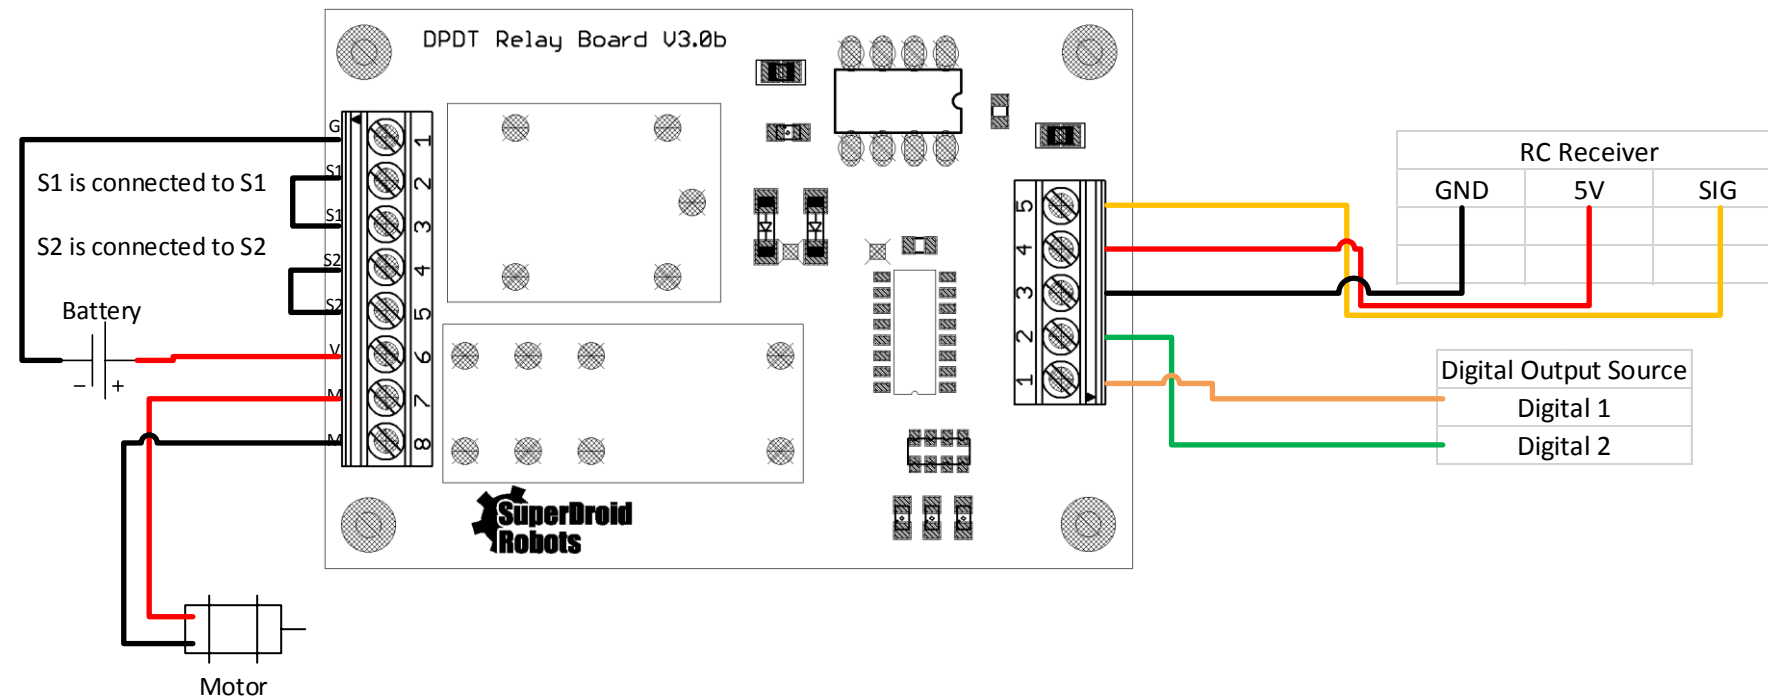 DPDT Relay Board V3.0b
G
1
S1 is connected to S1
S1
2
S1
3
S2 is connected to S2
S2
4
S2
5
Battery
V
6
− +
M
7
M
8
Motor
SuperDroid
Robots
5
4
3
2
1
RC Receiver
GND 5V SIG
Digital Output Source
Digital 1
Digital 2